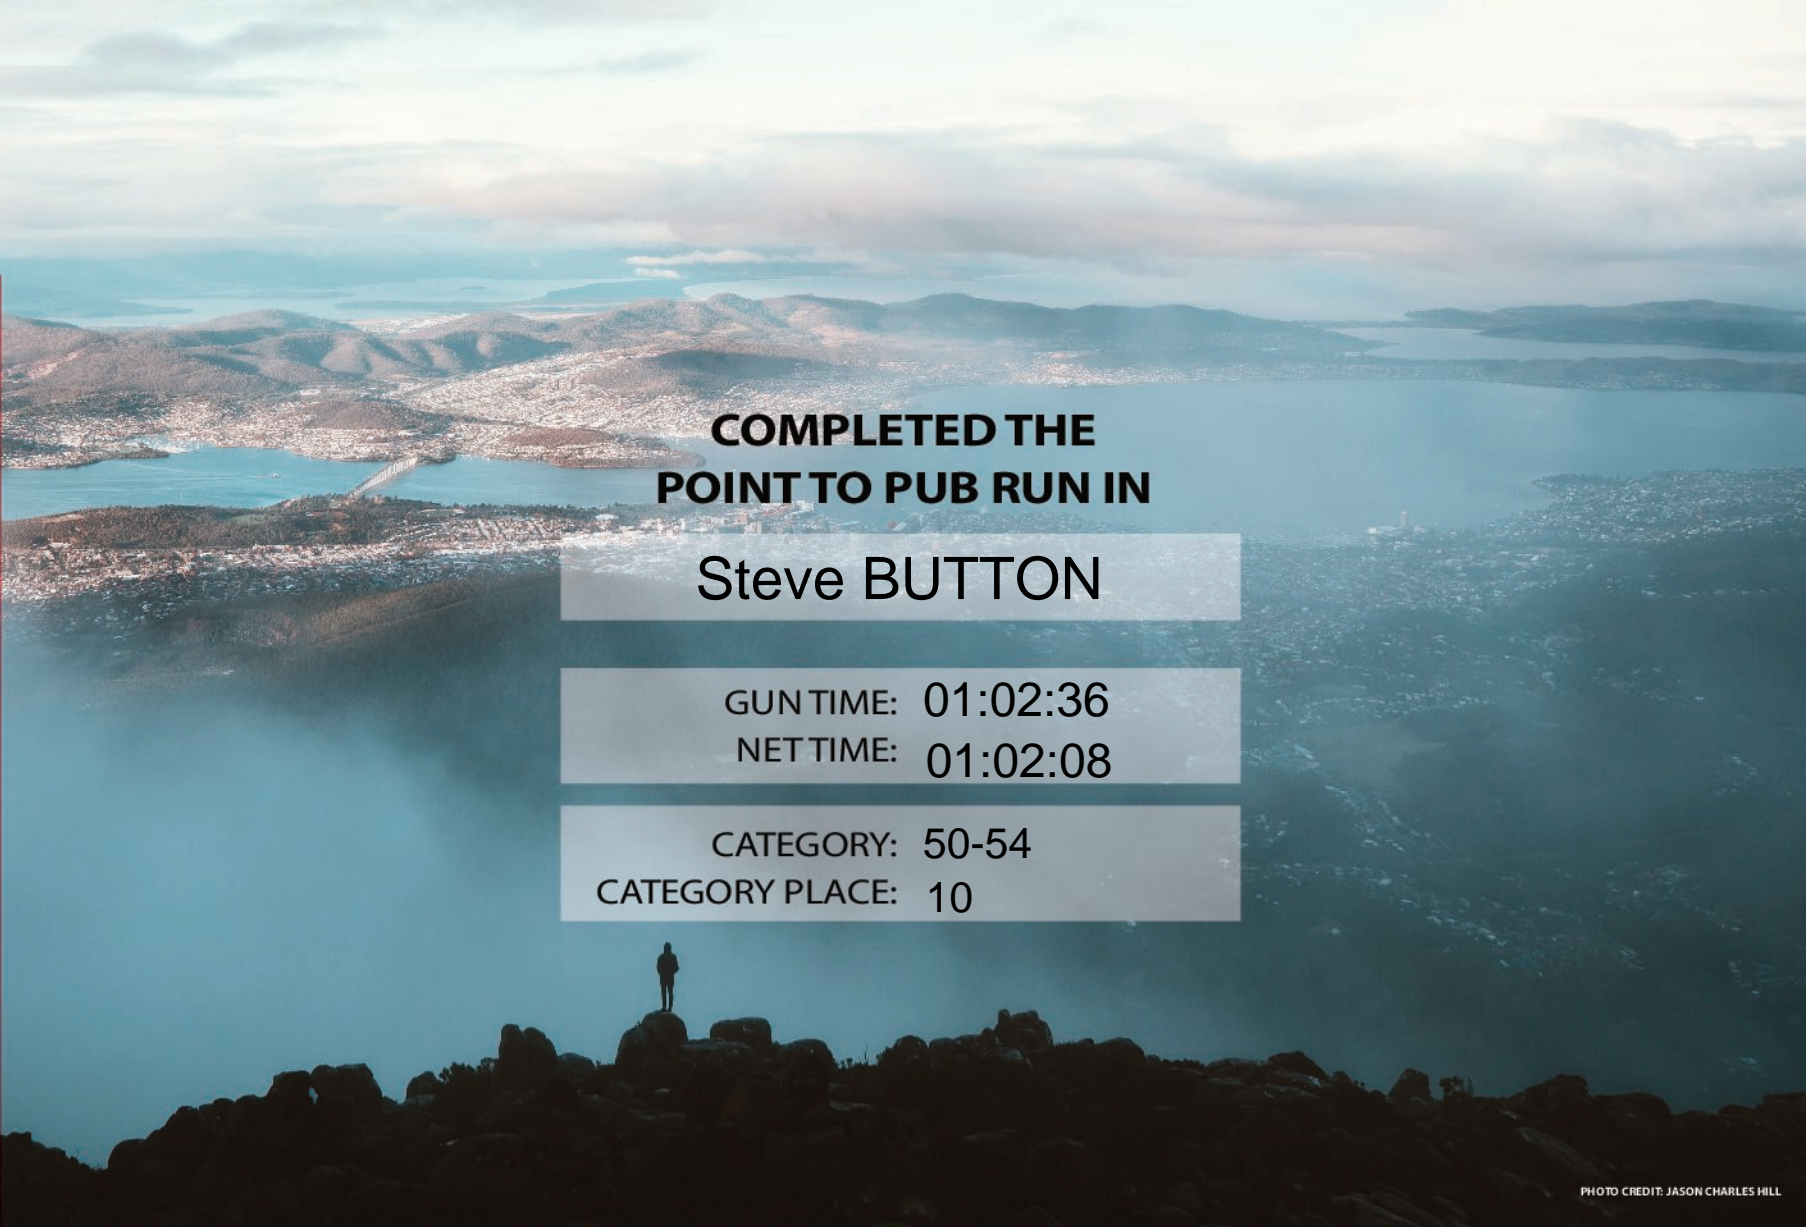 COMPLETED THE
POINT TO PUB RUN IN
Steve BUTTON
GUN TIME: 01:02:36
NET TIME: 01:02:08
CATEGORY: 50-54
CATEGORY PLACE: 10
PHOTO CREDIT: JASON CHARLES HILL